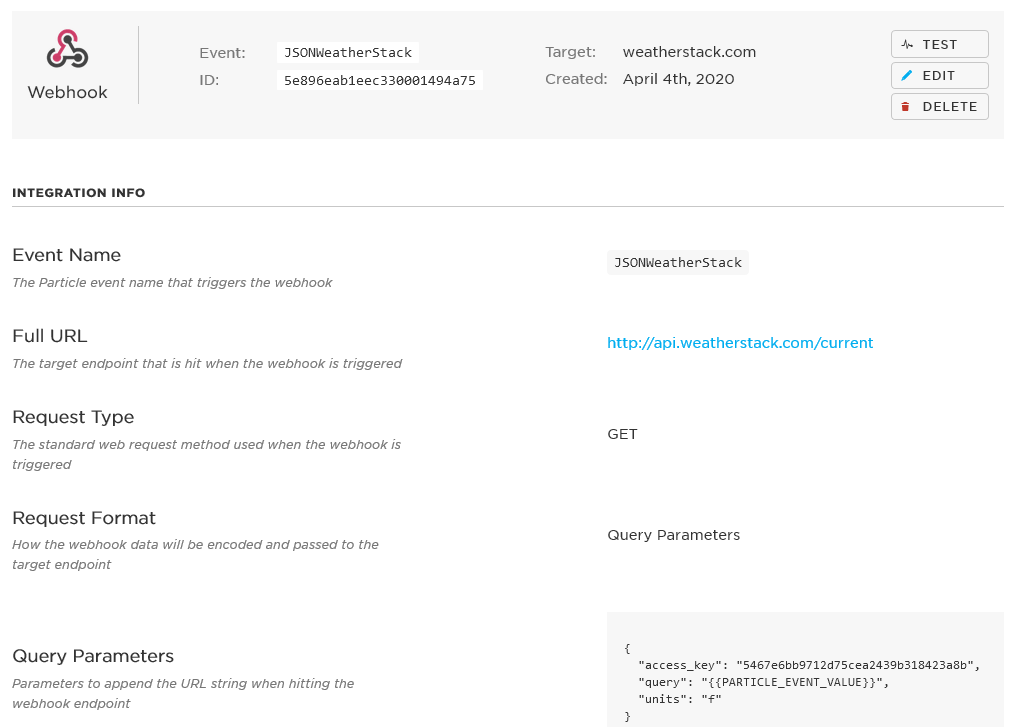 Webhook
Event: JSONWeatherStack
ID: 5e896eab1eec330001494a75
Target: weatherstack.com
Created: April 4th, 2020
TEST
EDIT
DELETE
INTEGRATION INFO
Event Name
The Particle event name that triggers the webhook
JSONWeatherStack
Full URL
The target endpoint that is hit when the webhook is triggered
http://api.weatherstack.com/current
Request Type
The standard web request method used when the webhook is
triggered
GET
Request Format
How the webhook data will be encoded and passed to the
target endpoint
Query Parameters
Query Parameters
Parameters to append the URL string when hitting the
webhook endpoint
{
"access_key": "5467e6bb9712d75cea2439b318423a8b",
"query": "{{PARTICLE_EVENT_VALUE}}",
"units": "f"
}